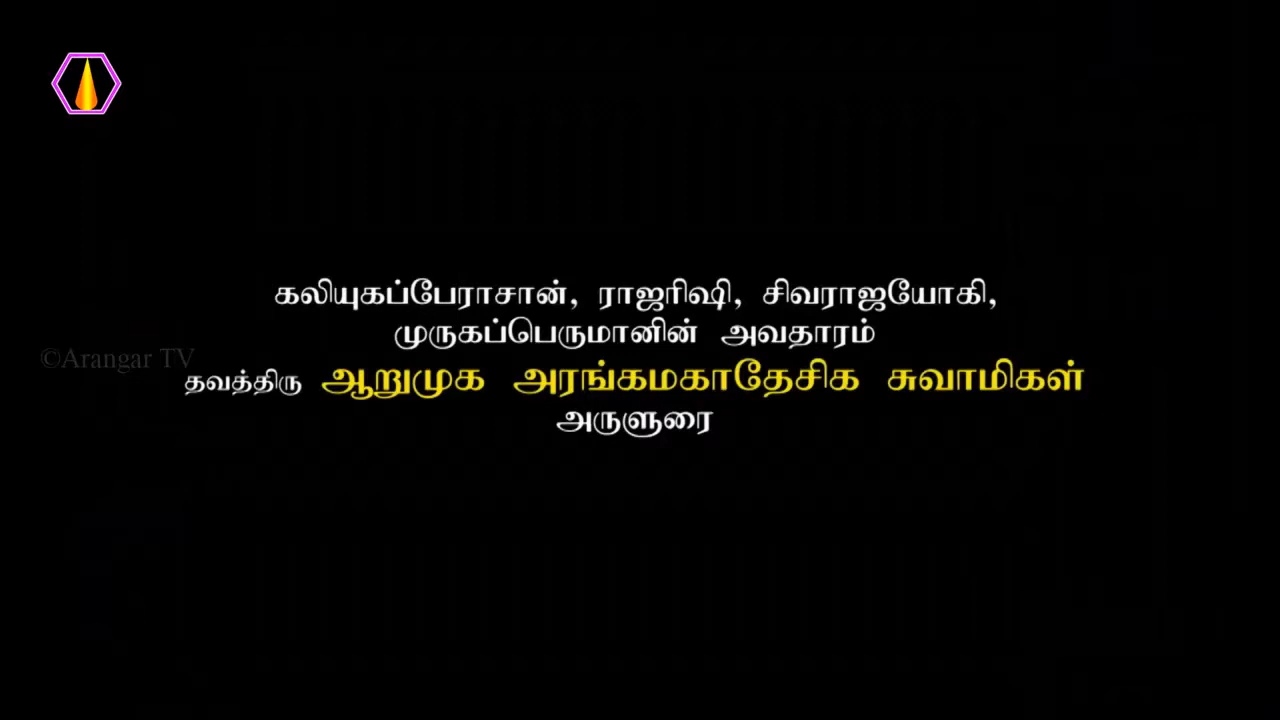 கலியுகப்பேராசான், ராஜரிஷி, சிவராஜயோகி,
முருகப்பெருமானின் அவதாரம்
©Arangar TV
தவத்திரு ஆறுமுக அரங்கமகாதேசிக சுவாமிகள்
அருளுரை